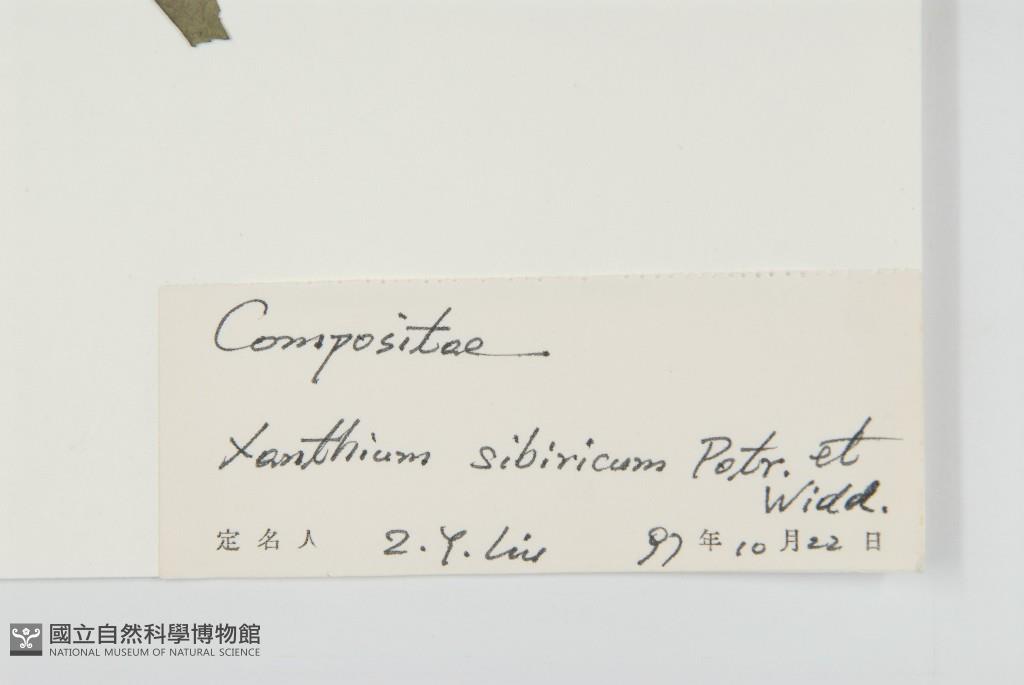 Compositae
Xanthium sibiricum Potr. et
Widd.
定名人 Z. Y. Liu 97年10月22日
國立自然科學博物館
NATIONAL MUSEUM OF NATURAL SCIENCE